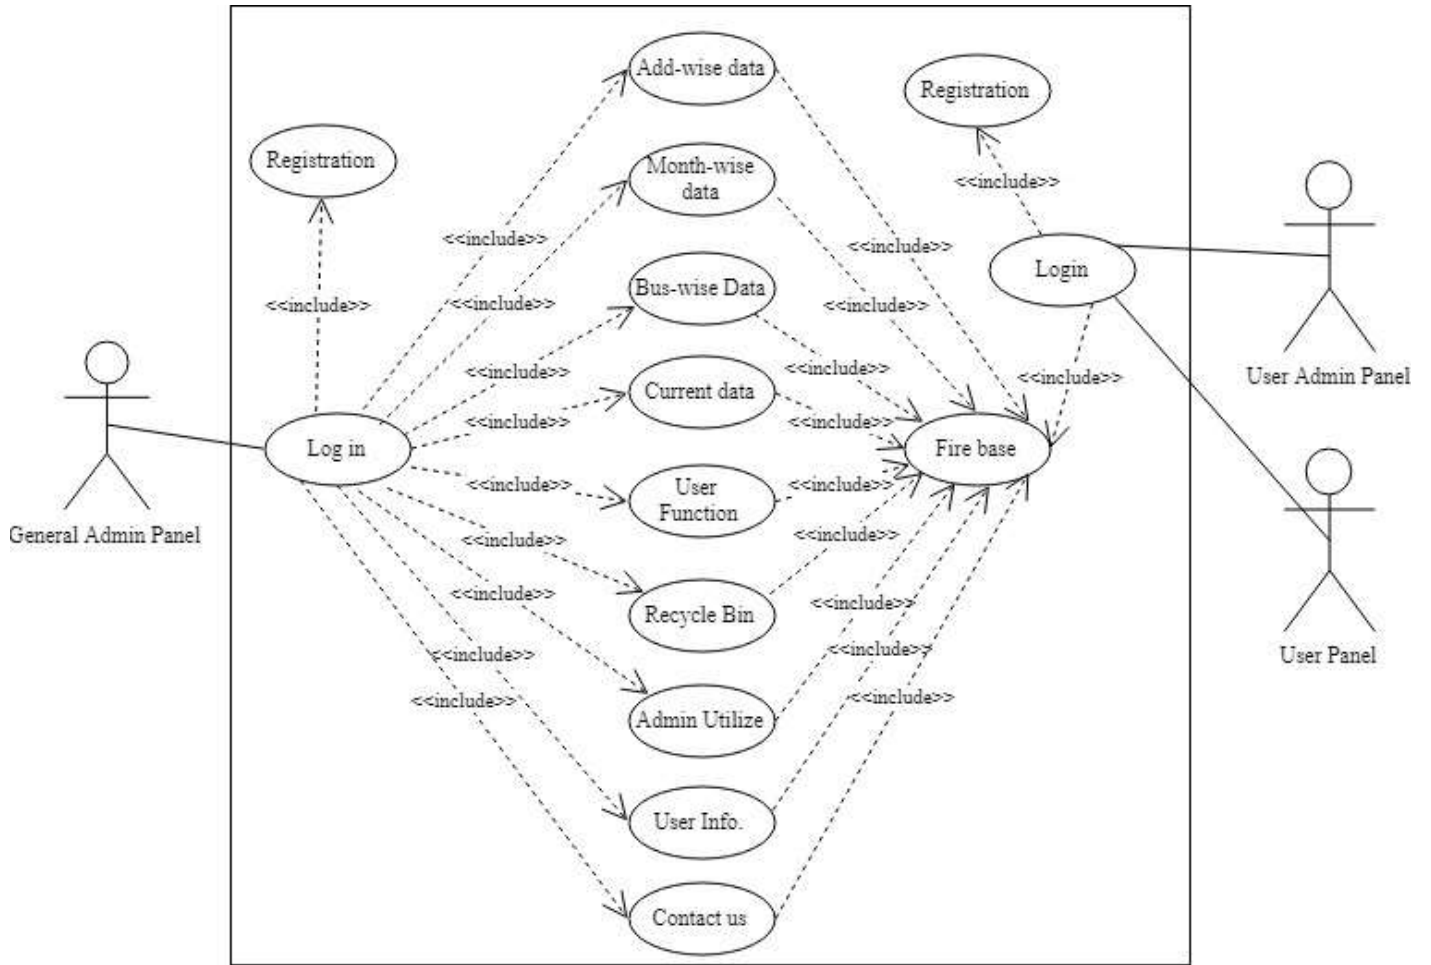 Add-wise data
Registration
Registration
Month-wise
data
<<include>>
<<include>>
<<include>>
Login
Bus-wise Data
<<include>>
<<include>>
<<include>>
<<include>>
<<include>>
<<include>>
<<include>>
User Admin Panel
Current data
<<include>>
<<include>>
Log in
Fire base
<<include>>
User
Function
<<include>>
General Admin Panel
<<include>>
<<include>>
<<include>>
<<include>>
Recycle Bin
<<include>>
<<include>>
User Panel
<<include>>
<<include>>
Admin Utilize
User Info.
Contact us